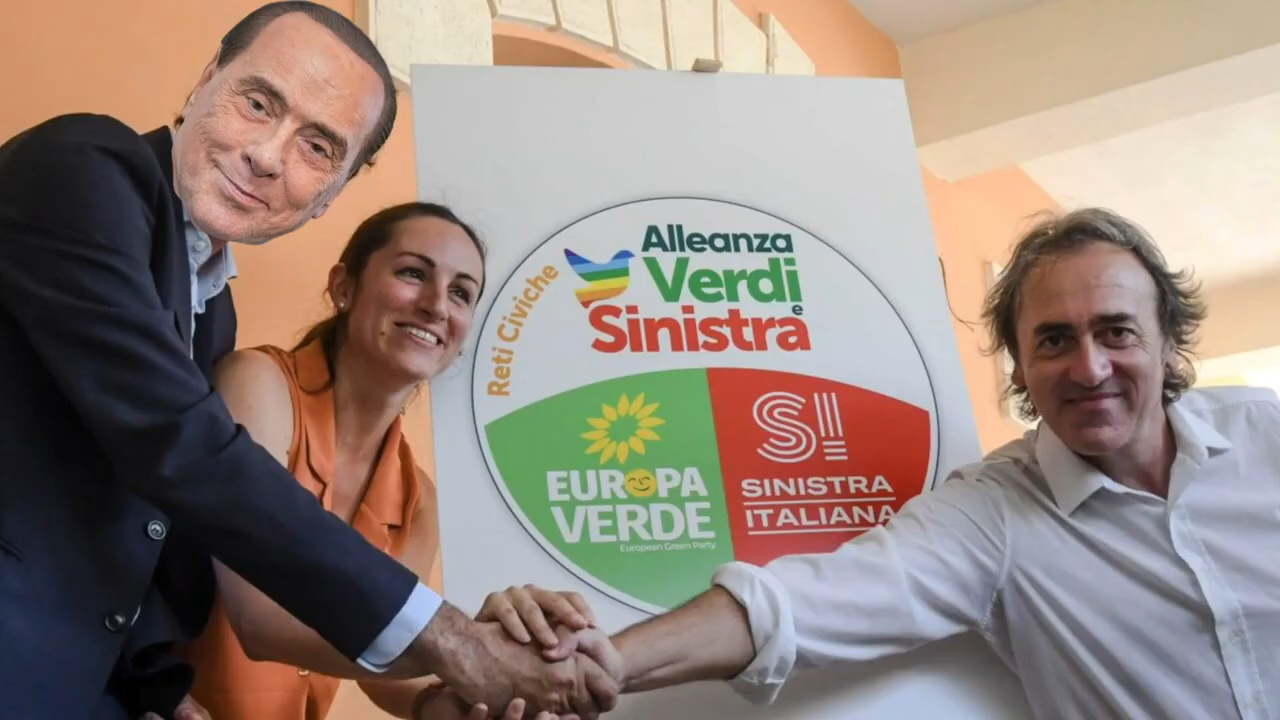 Reti Civiche
Alleanza
Verdi
e
Sinistra
EUROPA
VERDE
European Green Party
SI
SINISTRA
ITALIANA